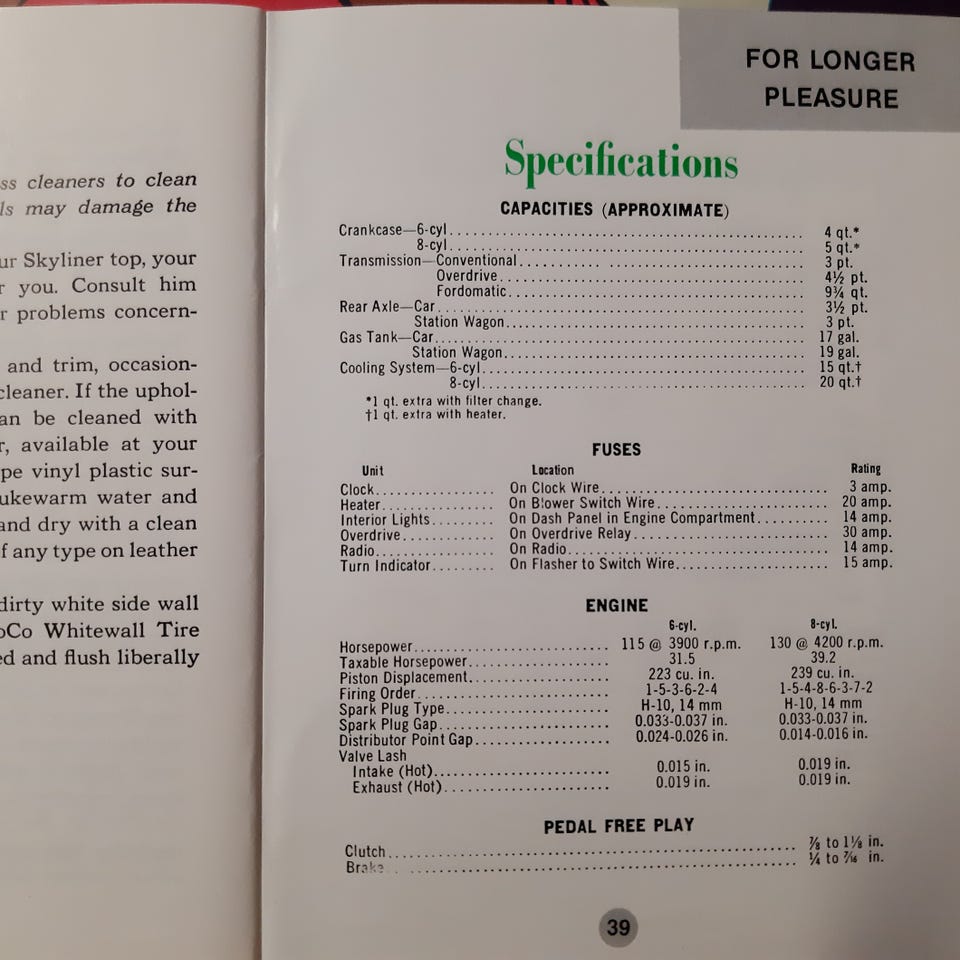 ss cleaners to clean
ls may damage the
ur Skyliner top, your
r you. Consult him
r problems concern-
and trim, occasion-
cleaner. If the uphol-
an be cleaned with
r, available at your
pe vinyl plastic sur-
ukewarm water and
and dry with a clean
f any type on leather
dirty white side wall
oCo Whitewall Tire
ed and flush liberally
FOR LONGER
PLEASURE
Specifications
CAPACITIES (APPROXIMATE)
Crankcase—6-cyl. 4 qt.*
8-cyl. 5 qt.*
Transmission—Conventional 3 pt.
Overdrive 4½ pt.
Fordomatic 9¾ qt.
Rear Axle—Car 3½ pt.
Station Wagon 3 pt.
Gas Tank—Car 17 gal.
Station Wagon 19 gal.
Cooling System—6-cyl. 15 qt.†
8-cyl. 20 qt.†
*1 qt. extra with filter change.
†1 qt. extra with heater.
FUSES
Unit Location Rating
Clock On Clock Wire 3 amp.
Heater On Blower Switch Wire 20 amp.
Interior Lights On Dash Panel in Engine Compartment 14 amp.
Overdrive On Overdrive Relay 30 amp.
Radio On Radio 14 amp.
Turn Indicator On Flasher to Switch Wire 15 amp.
ENGINE
6-cyl. 8-cyl.
Horsepower 115 @ 3900 r.p.m. 130 @ 4200 r.p.m.
Taxable Horsepower 31.5 39.2
Piston Displacement 223 cu. in. 239 cu. in.
Firing Order 1-5-3-6-2-4 1-5-4-8-6-3-7-2
Spark Plug Type H-10, 14 mm H-10, 14 mm
Spark Plug Gap 0.033-0.037 in. 0.033-0.037 in.
Distributor Point Gap 0.024-0.026 in. 0.014-0.016 in.
Valve Lash
Intake (Hot) 0.015 in. 0.019 in.
Exhaust (Hot) 0.019 in. 0.019 in.
PEDAL FREE PLAY
Clutch ⅞ to 1⅛ in.
Brake ¼ to 7⁄16 in.
39